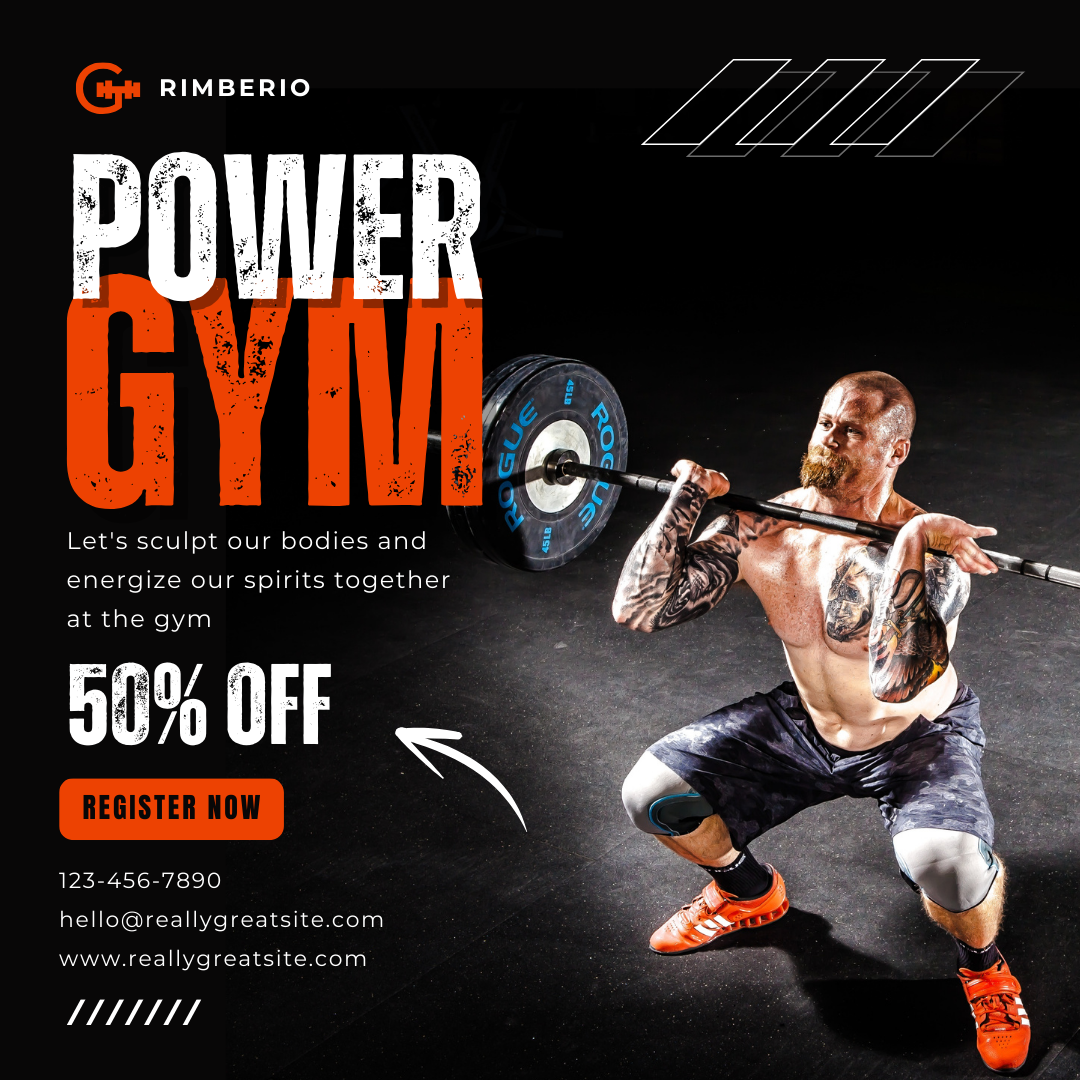 RIMBERIO
POWER
GYM
ROGUE
ROGUE
45LB
45LB
Let's sculpt our bodies and
energize our spirits together
at the gym
50% OFF
REGISTER NOW
123-456-7890
hello@reallygreatsite.com
www.reallygreatsite.com